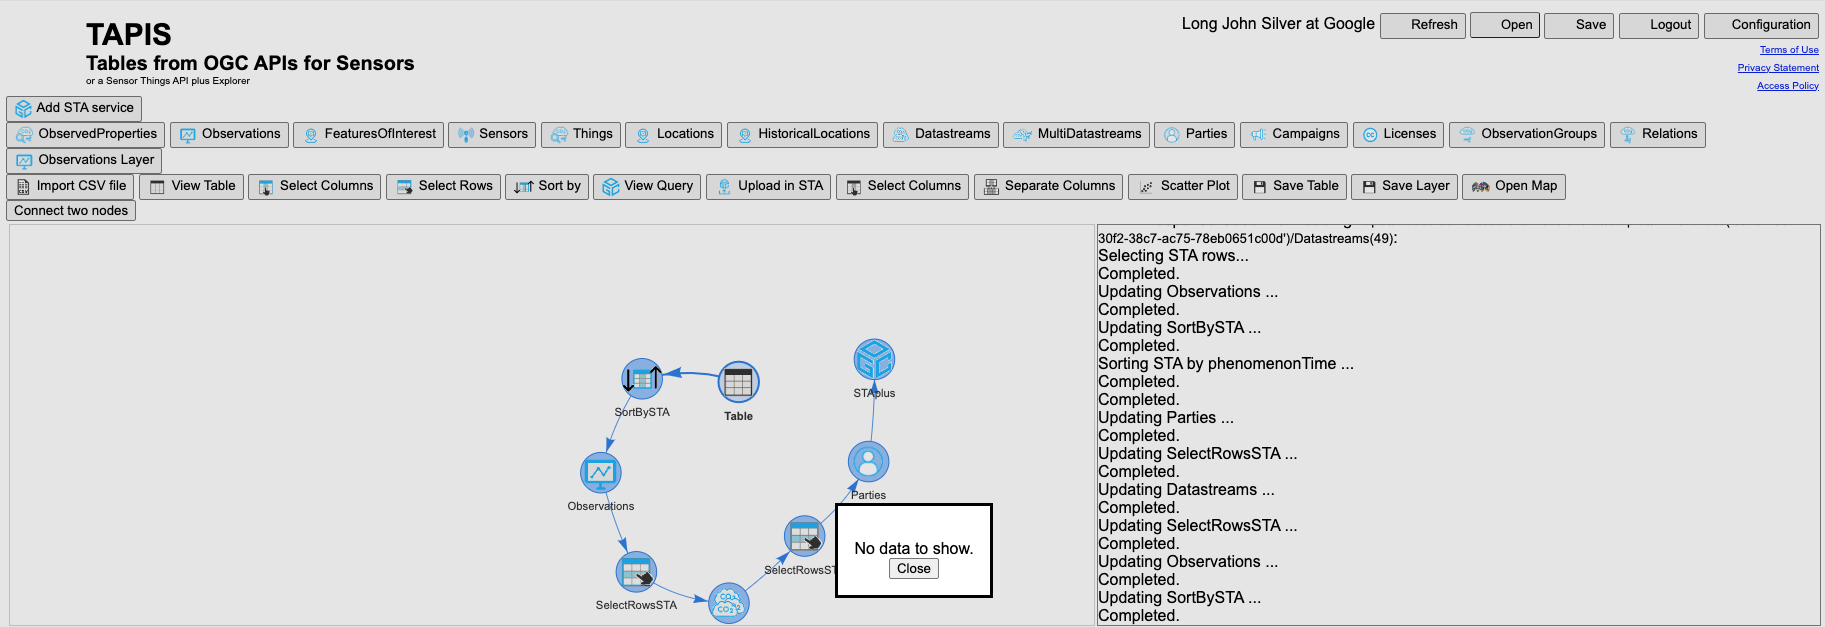 TAPIS
Tables from OGC APIs for Sensors
or a Sensor Things API plus Explorer
Long John Silver at Google Refresh Open Save Logout Configuration
Terms of Use
Privacy Statement
Access Policy
Add STA service
ObservedProperties Observations FeaturesOfInterest Sensors Things Locations HistoricalLocations Datastreams MultiDatastreams Parties Campaigns Licenses ObservationGroups Relations
Observations Layer
Import CSV file View Table Select Columns Select Rows Sort by View Query Upload in STA Select Columns Separate Columns Scatter Plot Save Table Save Layer Open Map
Connect two nodes
STAplus
SortBySTA
Table
Observations
Parties
SelectRowsST
SelectRowsSTA
CO2
CO2
No data to show.
Close
30f2-38c7-ac75-78eb0651c00d')/Datastreams(49):
Selecting STA rows...
Completed.
Updating Observations ...
Completed.
Updating SortBySTA ...
Completed.
Sorting STA by phenomenonTime ...
Completed.
Completed.
Updating Parties ...
Completed.
Updating SelectRowsSTA ...
Completed.
Updating Datastreams ...
Completed.
Updating SelectRowsSTA ...
Completed.
Updating Observations ...
Completed.
Updating SortBySTA ...
Completed.